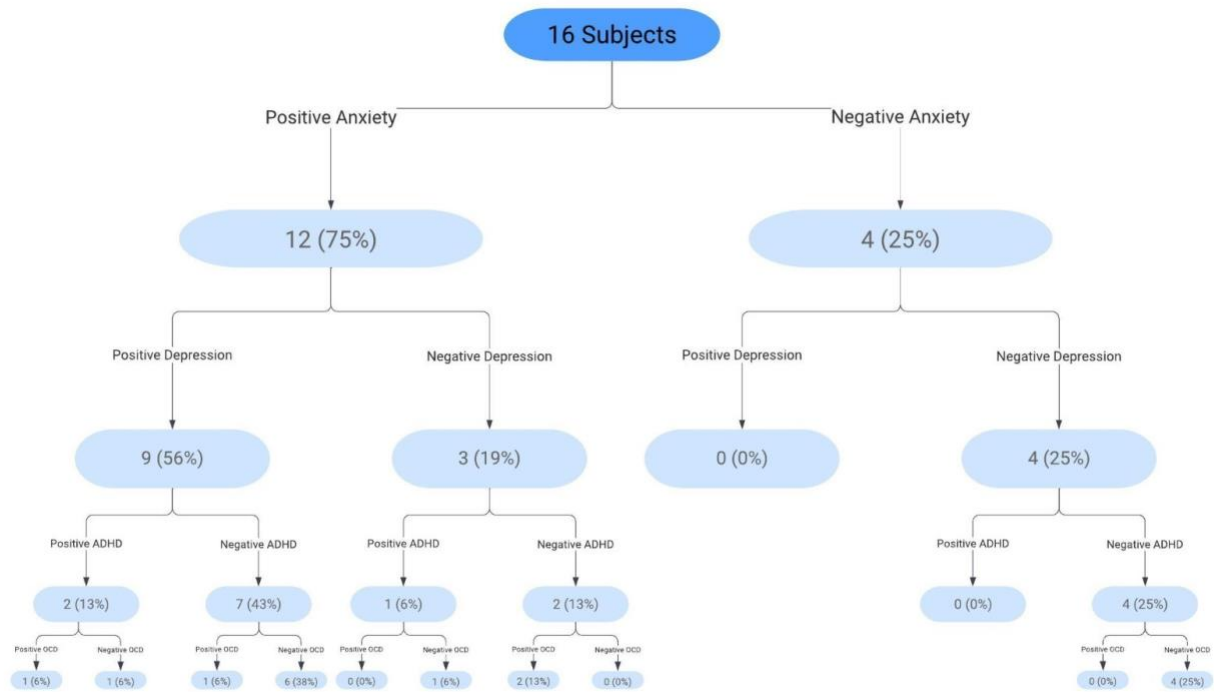 16 Subjects
Positive Anxiety
Negative Anxiety
12 (75%)
4 (25%)
Positive Depression
Negative Depression
Positive Depression
Negative Depression
9 (56%)
3 (19%)
0 (0%)
4 (25%)
Positive ADHD
Negative ADHD
Positive ADHD
Negative ADHD
Positive ADHD
Negative ADHD
2 (13%)
7 (43%)
1 (6%)
2 (13%)
0 (0%)
4 (25%)
Positive OCD
Negative OCD
Positive OCD
Negative OCD
Positive OCD
Negative OCD
Positive OCD
Negative OCD
Positive OCD
Negative OCD
1 (6%)
1 (6%)
1 (6%)
6 (38%)
0 (0%)
1 (6%)
2 (13%)
0 (0%)
0 (0%)
4 (25%)